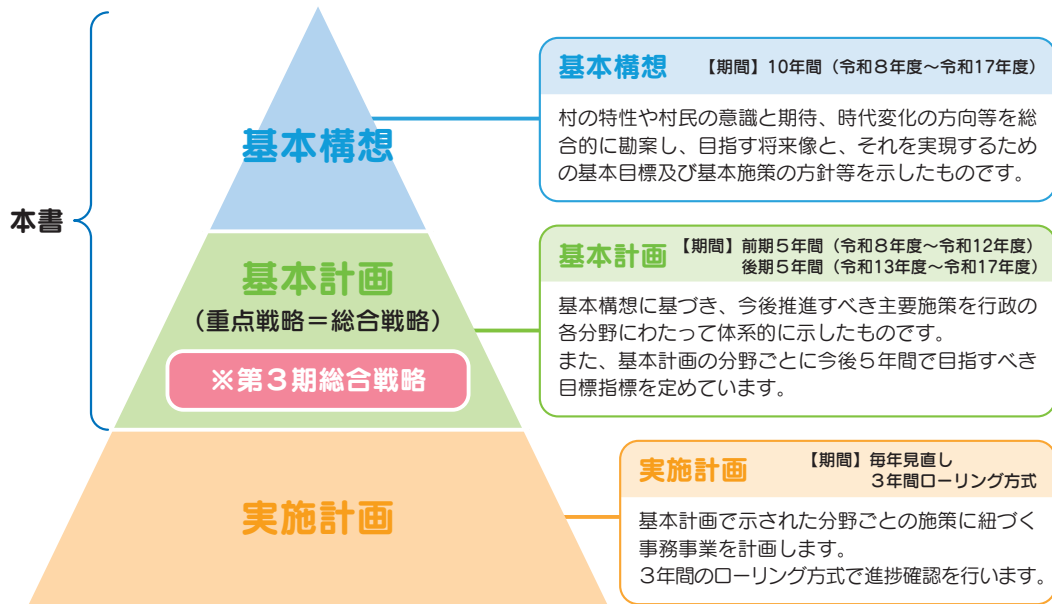 本書
基本構想
基本計画
(重点戦略=総合戦略)
※第3期総合戦略
実施計画
基本構想 【期間】10年間(令和8年度~令和17年度)
村の特性や村民の意識と期待、時代変化の方向等を総
合的に勘案し、目指す将来像と、それを実現するため
の基本目標及び基本施策の方針等を示したものです。
基本計画 【期間】前期5年間(令和8年度~令和12年度)
後期5年間(令和13年度~令和17年度)
基本構想に基づき、今後推進すべき主要施策を行政の
各分野にわたって体系的に示したものです。
また、基本計画の分野ごとに今後5年間で目指すべき
目標指標を定めています。
実施計画 【期間】毎年見直し
3年間ローリング方式
基本計画で示された分野ごとの施策に紐づく
事務事業を計画します。
3年間のローリング方式で進捗確認を行います。